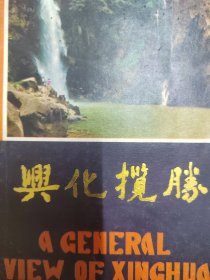 興化攬勝
A GENERAL
VIEW OF XINGHUA